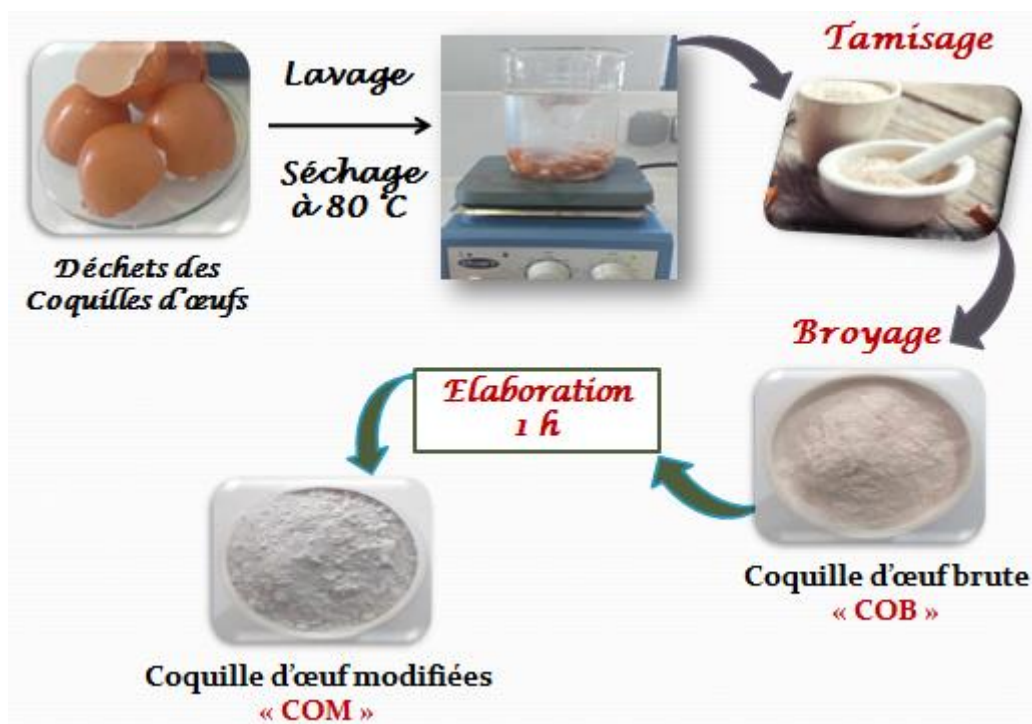 Lavage
Séchage
à 80 °C
Déchets des
Coquilles d'œufs
Tamisage
Broyage
Elaboration
1 h
Coquille d'œuf brute
« COB »
Coquille d'œuf modifiées
« COM »